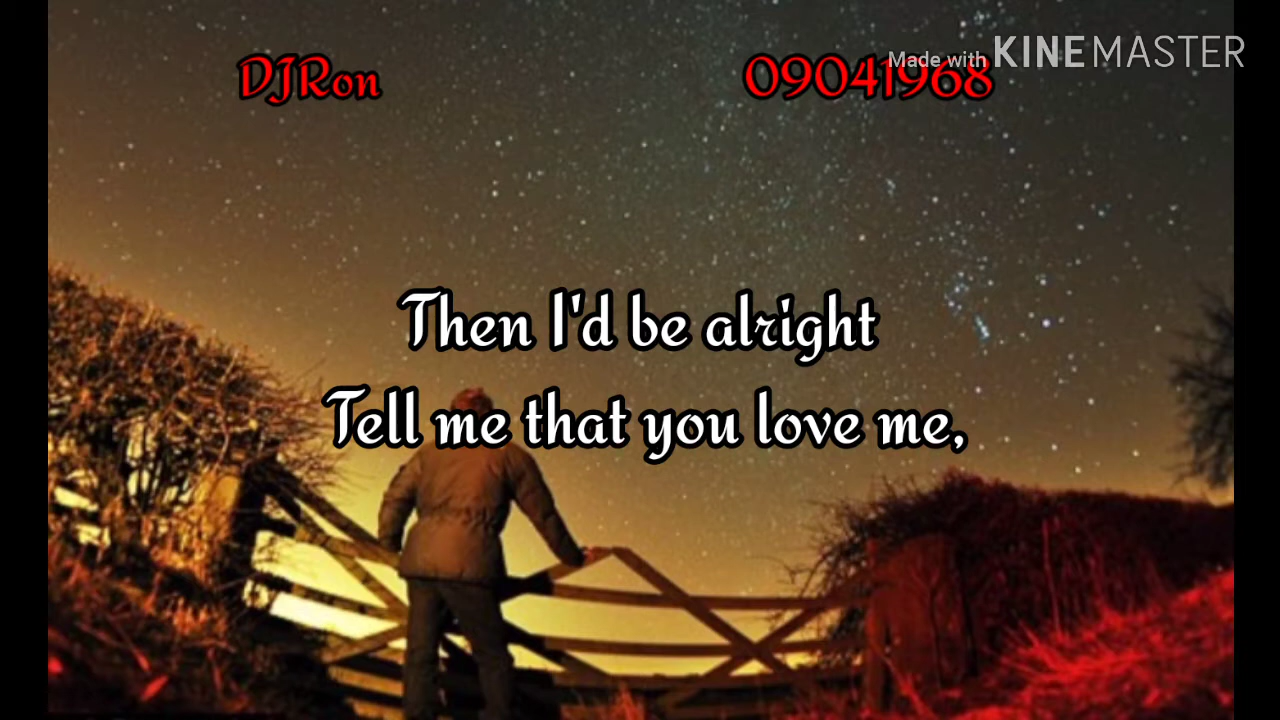 DJRon 09041968
Made with KINEMASTER
Then I'd be alright
Tell me that you love me,